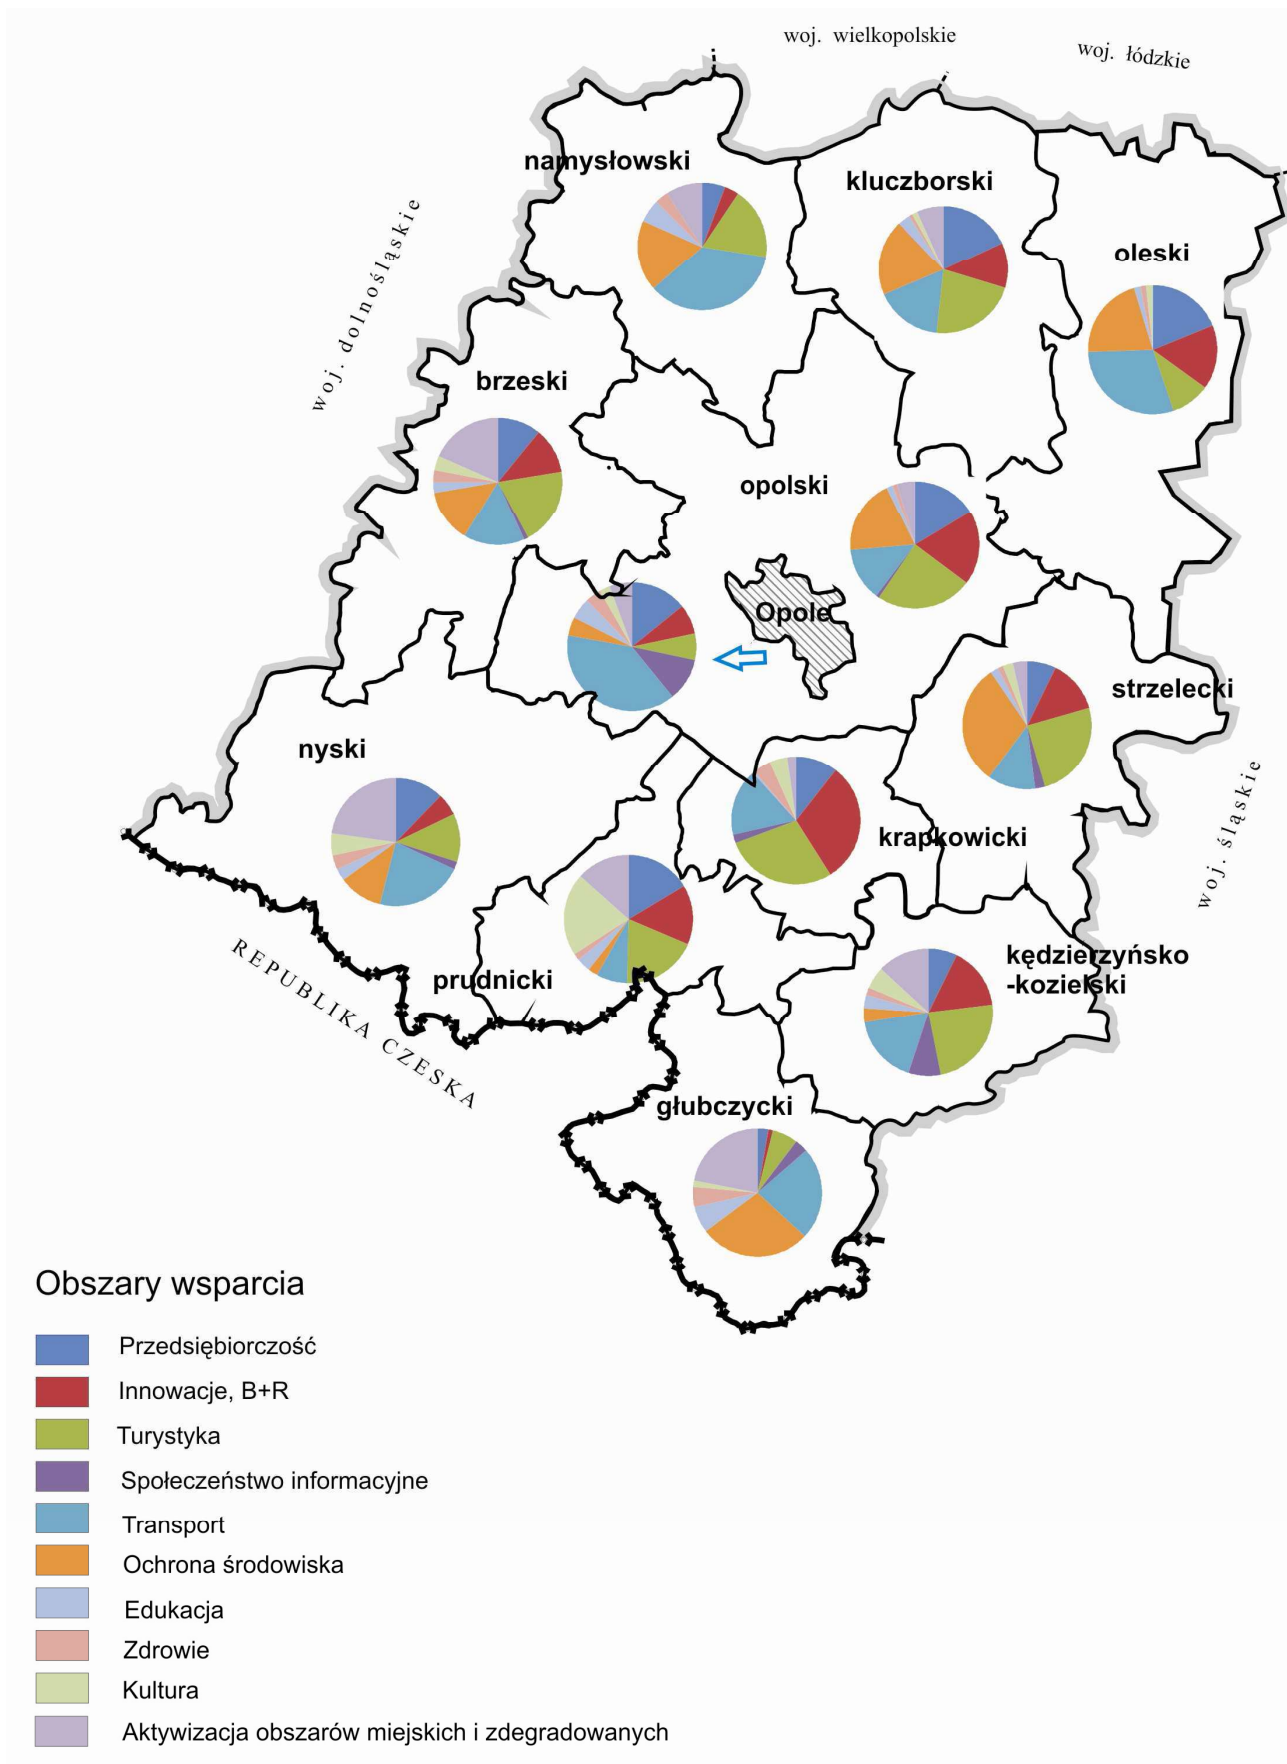 woj. wielkopolskie
woj. łódzkie
namysłowski
kluczborski
oleski
woj. dolnośląskie
brzeski
opolski
Opole
strzelecki
nyski
krapkowicki
woj. śląskie
REPUBLIKA CZESKA
prudnicki
kędzierzyńsko
-kozielski
głubczycki
Obszary wsparcia
Przedsiębiorczość
Innowacje, B+R
Turystyka
Społeczeństwo informacyjne
Transport
Ochrona środowiska
Edukacja
Zdrowie
Kultura
Aktywizacja obszarów miejskich i zdegradowanych